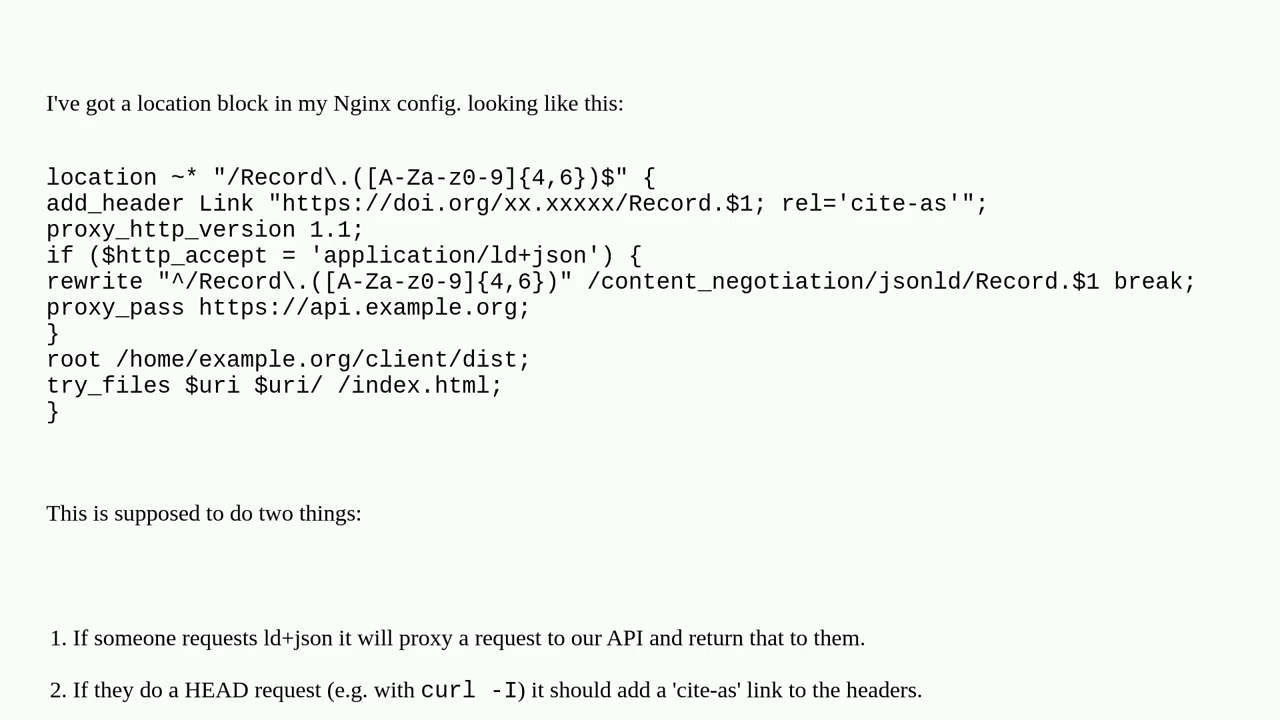 I've got a location block in my Nginx config. looking like this:
location ~* "/Record\.([A-Za-z0-9]{4,6})$" {
add_header Link "https://doi.org/xx.xxxxx/Record.$1; rel='cite-as'";
proxy_http_version 1.1;
if ($http_accept = 'application/ld+json') {
rewrite "^/Record\.([A-Za-z0-9]{4,6})" /content_negotiation/jsonld/Record.$1 break;
proxy_pass https://api.example.org;
}
root /home/example.org/client/dist;
try_files $uri $uri/ /index.html;
}
This is supposed to do two things:
1. If someone requests ld+json it will proxy a request to our API and return that to them.
2. If they do a HEAD request (e.g. with curl -I) it should add a 'cite-as' link to the headers.